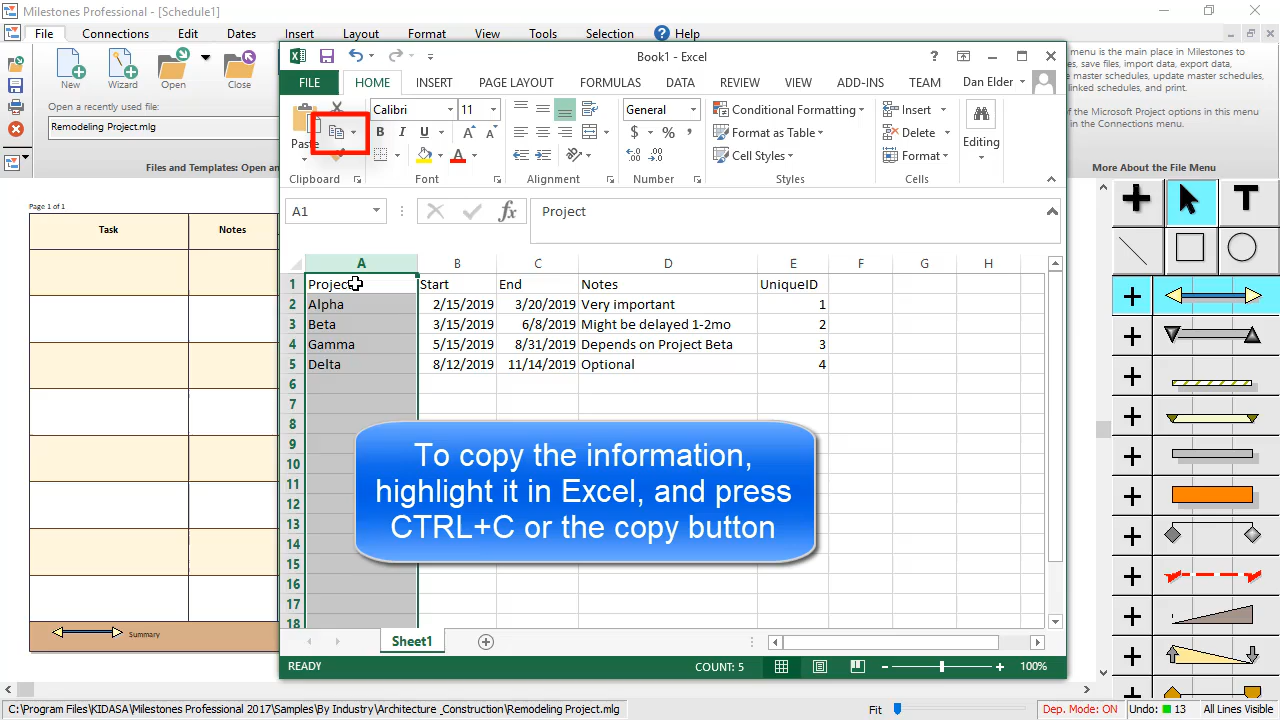 Milestones Professional - [Schedule1]
File Connections Edit Dates Insert Layout Format Tools Selection Help
New Wizard Open Close
Open a recently used file:
Remodeling Project.mlg
Files and Templates: Open an
menu is the main place in Milestones to
save files, import data, export data,
master schedules, update master schedules,
linked schedules, and print.
of the Microsoft Project menu items are
in the Connections menu.
More About the File Menu
Page 1 of 1
Task Notes
Summary
Book1 - Excel
FILE HOME INSERT PAGE LAYOUT FORMULAS DATA REVIEW VIEW ADD-INS TEAM Dan Elder
Paste
Calibri 11
B I U
General
$ % ,
Conditional Formatting
Format as Table
Cell Styles
Insert
Delete
Format
Editing
Clipboard Font Alignment Number Styles Cells
A1 fx Project
A B C D E F G H
1 Project Start End Notes UniqueID
2 Alpha 2/15/2019 3/20/2019 Very important 1
3 Beta 3/15/2019 6/8/2019 Might be delayed 1-2mo 2
4 Gamma 5/15/2019 8/31/2019 Depends on Project Beta 3
5 Delta 8/12/2019 11/14/2019 Optional 4
6
7
8
9
10
11
12
13
14
15
16
17
18
To copy the information,
highlight it in Excel, and press
CTRL+C or the copy button
Sheet1
READY COUNT: 5 100%
C:\Program Files\KIDASA\Milestones Professional 2017\Samples\By Industry\Architecture _Construction\Remodeling Project.mlg Fit Dep. Mode: ON Undo: 13 All Lines Visible